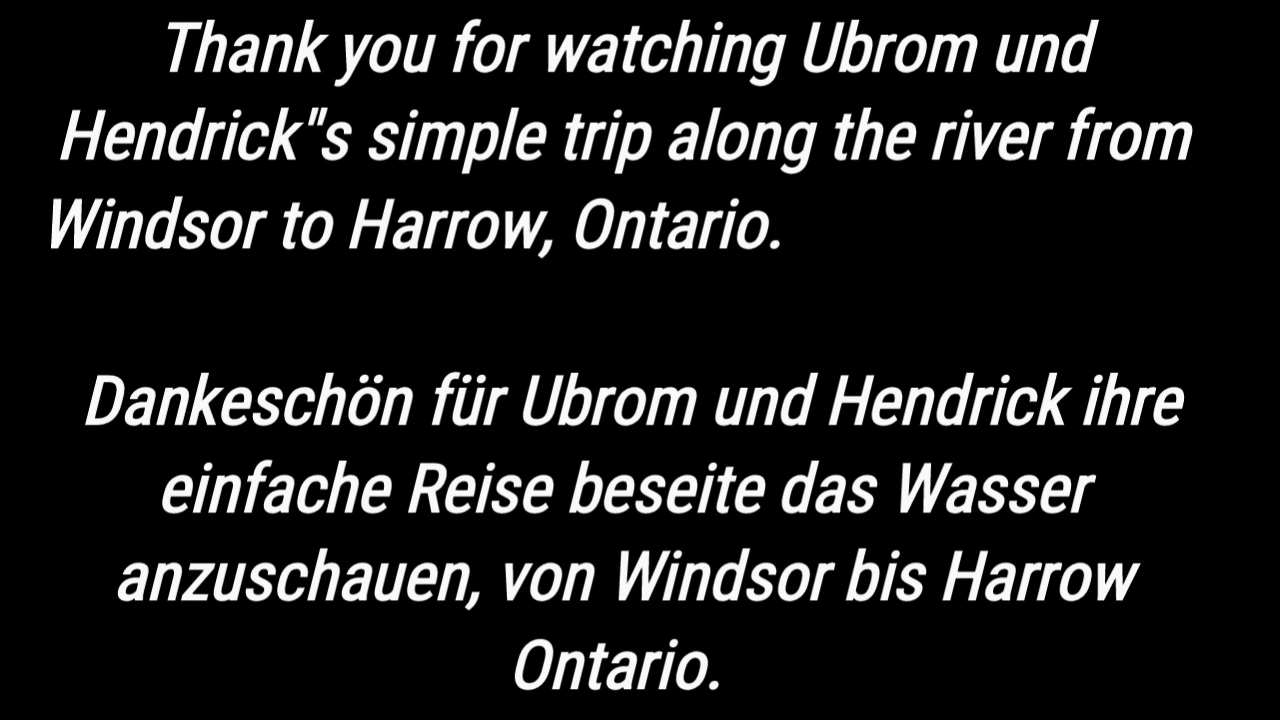 Thank you for watching Ubrom und
Hendrick"s simple trip along the river from
Windsor to Harrow, Ontario.
Dankeschön für Ubrom und Hendrick ihre
einfache Reise beseite das Wasser
anzuschauen, von Windsor bis Harrow
Ontario.